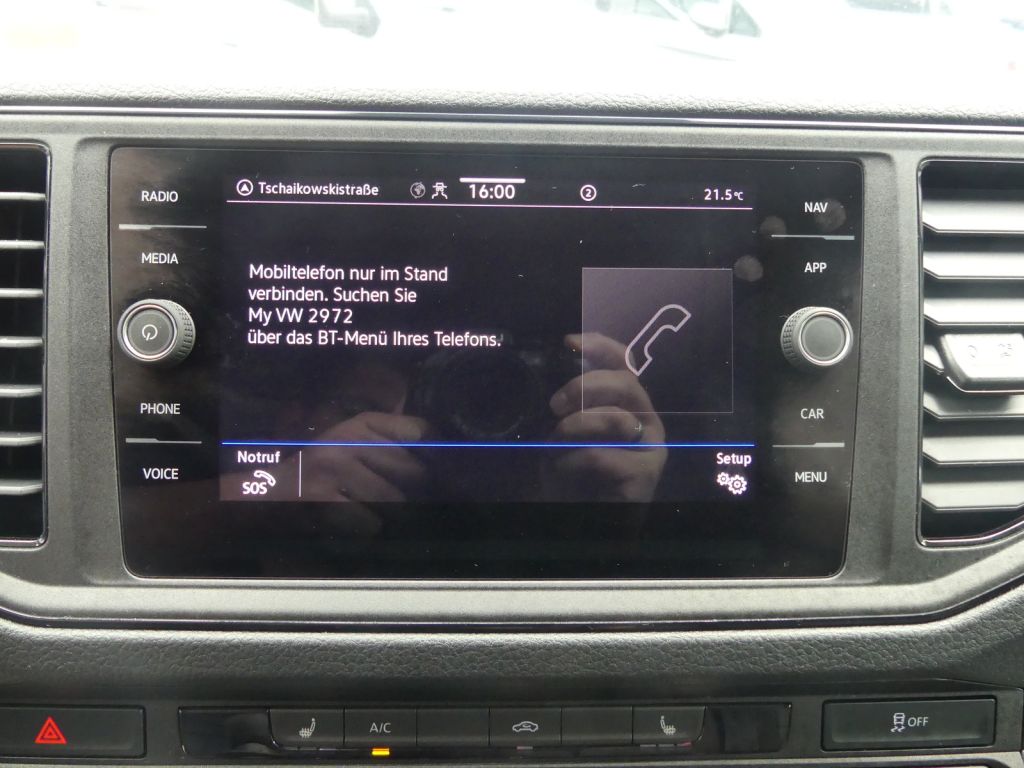 RADIO
MEDIA
PHONE
VOICE
Tschaikowskistraße
16:00
2
21.5°C
Mobiltelefon nur im Stand
verbinden. Suchen Sie
My VW 2972
über das BT-Menü Ihres Telefons.
Notruf
SOS
Setup
NAV
APP
CAR
MENU
A/C
OFF